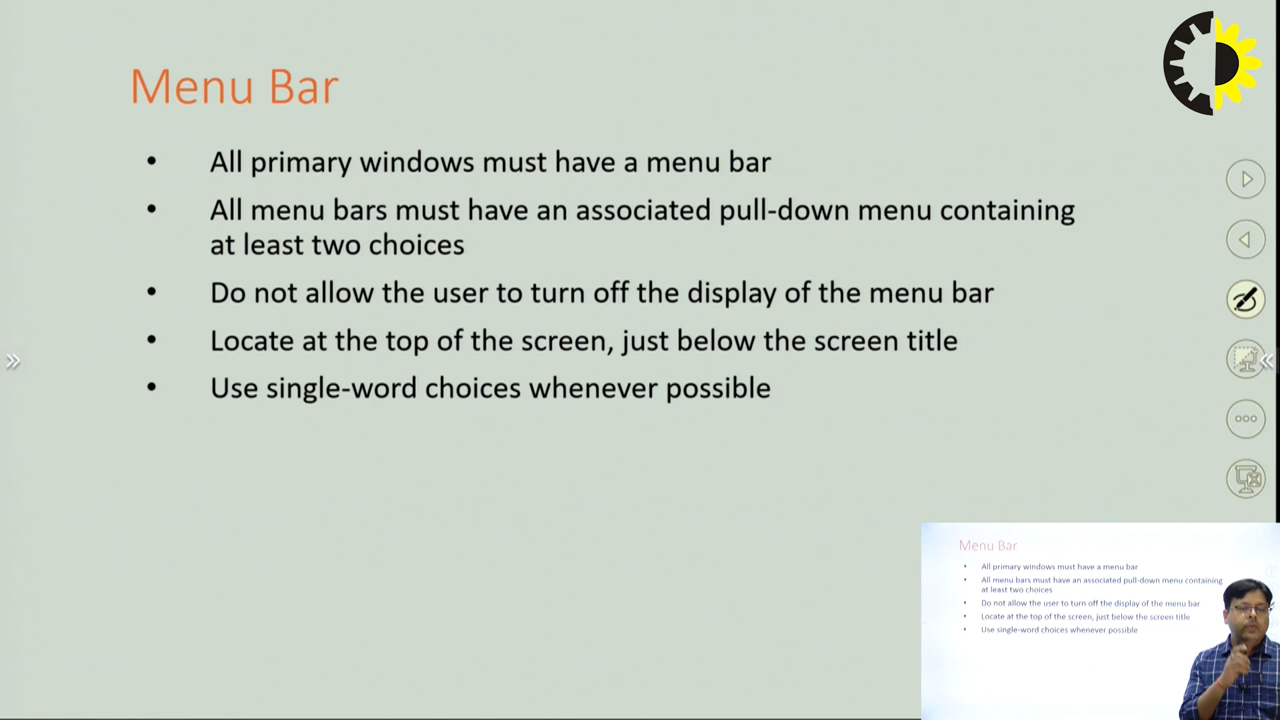 Menu Bar
• All primary windows must have a menu bar
• All menu bars must have an associated pull-down menu containing
at least two choices
• Do not allow the user to turn off the display of the menu bar
• Locate at the top of the screen, just below the screen title
• Use single-word choices whenever possible
Menu Bar
• All primary windows must have a menu bar
• All menu bars must have an associated pull-down menu containing
at least two choices
• Do not allow the user to turn off the display of the menu bar
• Locate at the top of the screen, just below the screen title
• Use single-word choices whenever possible